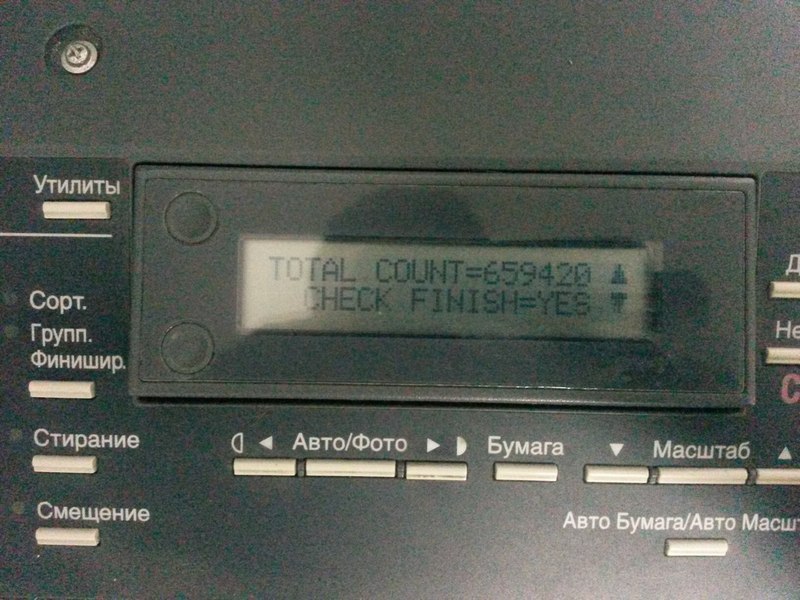 Утилиты
TOTAL COUNT=659420
CHECK FINISH=YES
Сорт.
Групп.
Финишир.
Стирание
Авто/Фото
Бумага
Масштаб
Смещение
Авто Бумага/Авто Масшт
Не
С